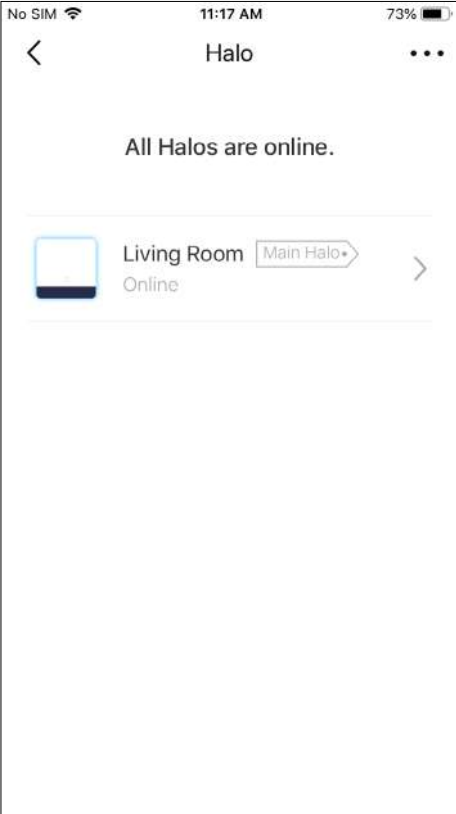 No SIM 11:17 AM 73%
Halo
All Halos are online.
Living Room Main Halo
Online